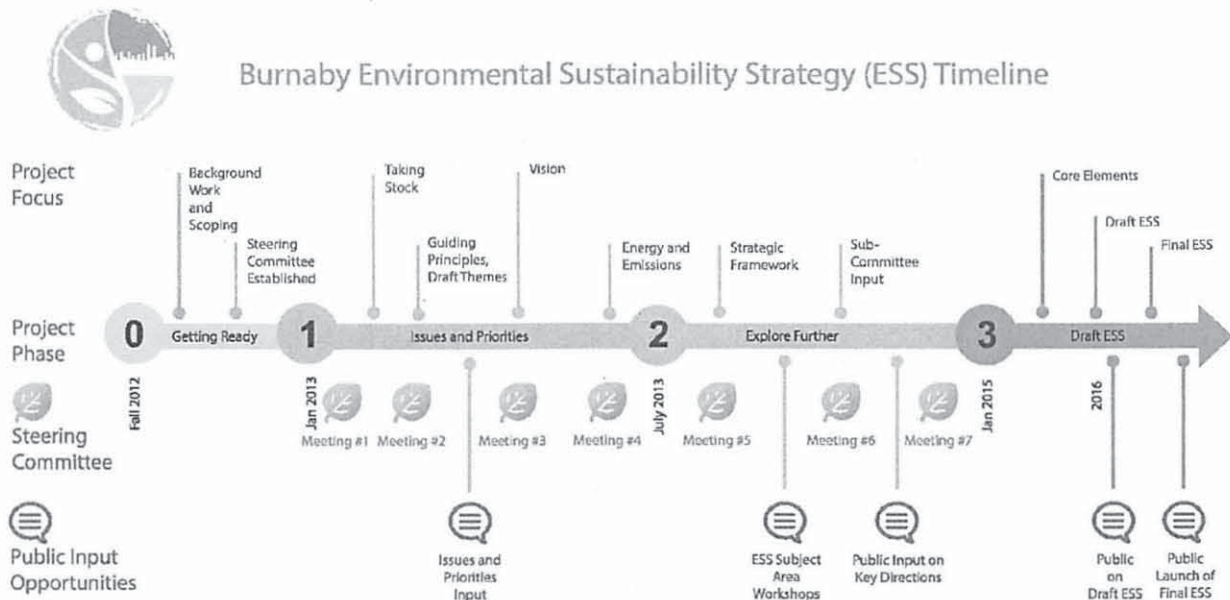 Burnaby Environmental Sustainability Strategy (ESS) Timeline
Project
Focus
Background
Work
and
Scoping
Steering
Committee
Established
Taking
Stock
Guiding
Principles,
Draft Themes
Vision
Energy and
Emissions
Strategic
Framework
Sub-
Committee
Input
Core Elements
Draft ESS
Final ESS
Project
Phase
0
Getting Ready
1
Issues and Priorities
2
Explore Further
3
Draft ESS
Fall 2012
Jan 2013
July 2013
Jan 2015
2016
Steering
Committee
Meeting #1
Meeting #2
Meeting #3
Meeting #4
Meeting #5
Meeting #6
Meeting #7
Public Input
Opportunities
Issues and
Priorities
Input
ESS Subject
Area
Workshops
Public Input on
Key Directions
Public
on
Draft ESS
Public
Launch of
Final ESS